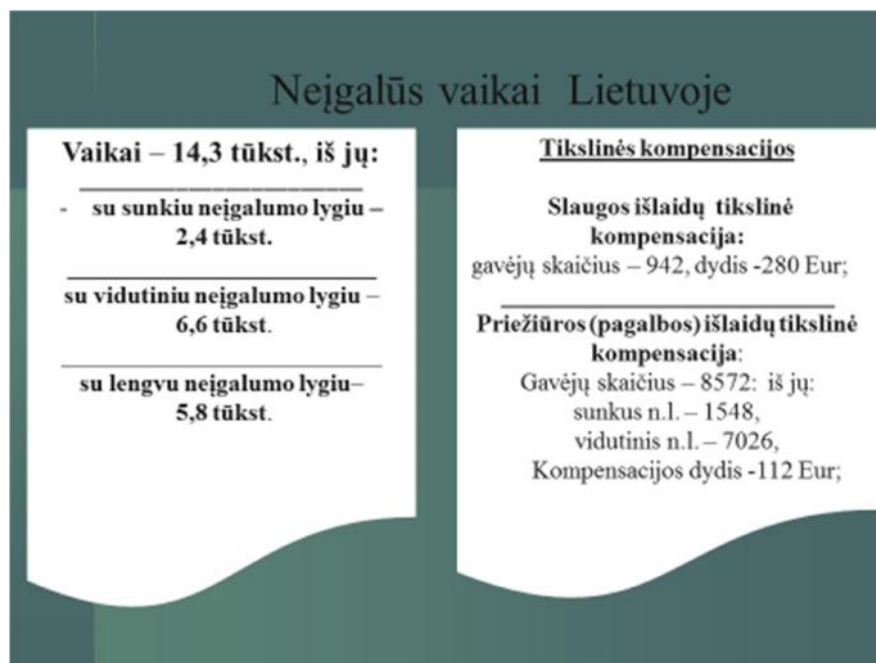 Neįgalūs vaikai Lietuvoje
Vaikai – 14,3 tūkst., iš jų:
- su sunkiu neįgalumo lygiu –
2,4 tūkst.
su vidutiniu neįgalumo lygiu –
6,6 tūkst.
su lengvu neįgalumo lygiu–
5,8 tūkst.
Tikslinės kompensacijos
Slaugos išlaidų tikslinė
kompensacija:
gavėjų skaičius – 942, dydis -280 Eur;
Priežiūros (pagalbos) išlaidų tikslinė
kompensacija:
Gavėjų skaičius – 8572: iš jų:
sunkus n.l. – 1548,
vidutinis n.l. – 7026,
Kompensacijos dydis -112 Eur;